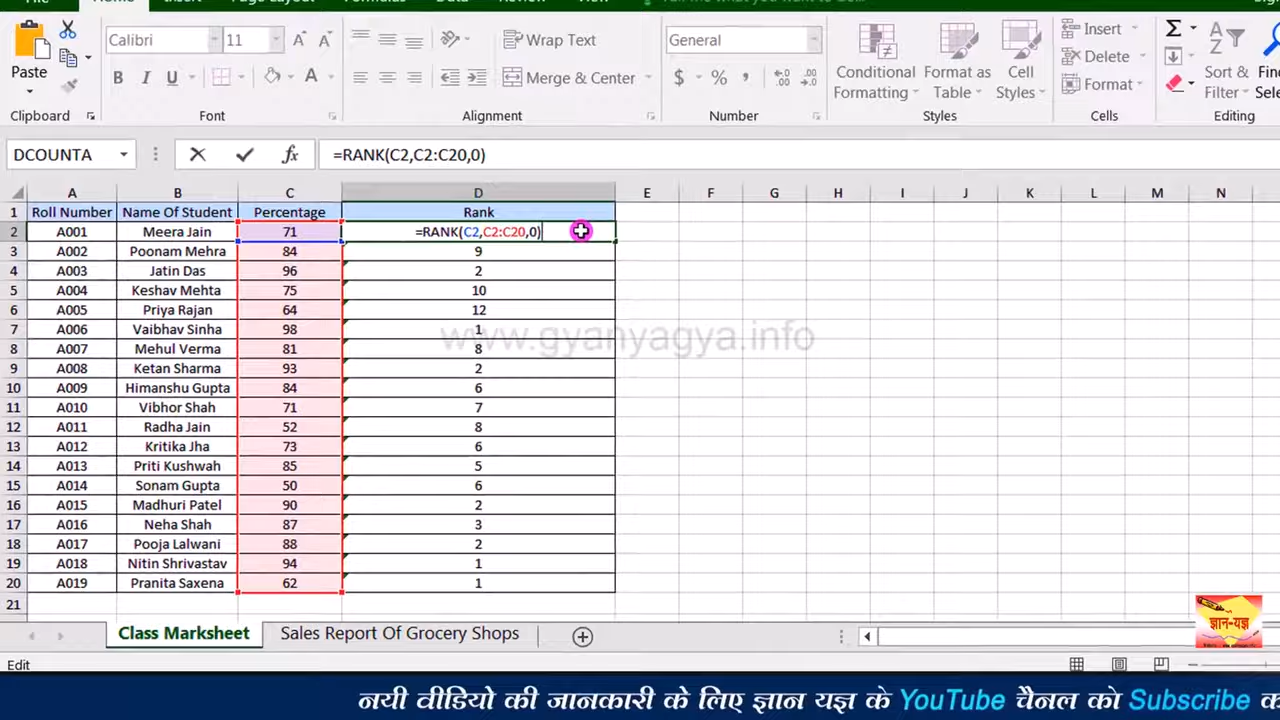 File Home Insert Page Layout Formulas Data Review View Tell me what you want to do...
Calibri 11 Wrap Text General Insert
Paste Delete
Merge & Center Conditional Formatting Format as Table Cell Styles Format Sort & Filter
Clipboard Font Alignment Number Styles Cells Editing
DCOUNTA =RANK(C2,C2:C20,0)
A B C D E F G H I J K L M N
1 Roll Number Name Of Student Percentage Rank
2 A001 Meera Jain 71 =RANK(C2,C2:C20,0)
3 A002 Poonam Mehra 84 9
4 A003 Jatin Das 96 2
5 A004 Keshav Mehta 75 10
6 A005 Priya Rajan 64 12
7 A006 Vaibhav Sinha 98 1
www.gyanyagya.info
8 A007 Mehul Verma 81 8
9 A008 Ketan Sharma 93 2
10 A009 Himanshu Gupta 84 6
11 A010 Vibhor Shah 71 7
12 A011 Radha Jain 52 8
13 A012 Kritika Jha 73 6
14 A013 Priti Kushwah 85 5
15 A014 Sonam Gupta 50 6
16 A015 Madhuri Patel 90 2
17 A016 Neha Shah 87 3
18 A017 Pooja Lalwani 88 2
19 A018 Nitin Shrivastav 94 1
20 A019 Pranita Saxena 62 1
21
ज्ञान-यज्ञ
Class Marksheet Sales Report Of Grocery Shops
Edit
नयी वीडियो की जानकारी के लिए ज्ञान यज्ञ के YouTube चैनल को Subscribe